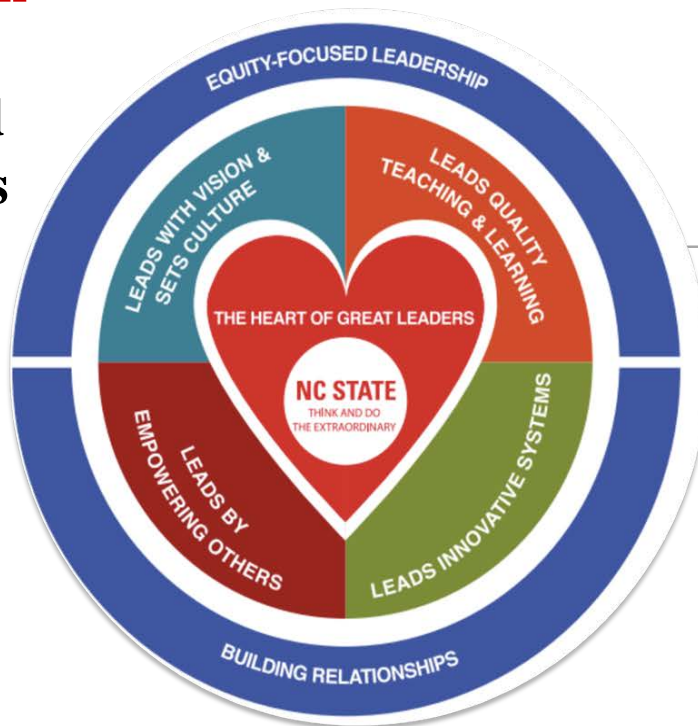 EQUITY-FOCUSED LEADERSHIP
LEADS WITH VISION &
SETS CULTURE
LEADS QUALITY
TEACHING & LEARNING
THE HEART OF GREAT LEADERS
NC STATE
THINK AND DO
THE EXTRAORDINARY
LEADS BY
EMPOWERING OTHERS
LEADS INNOVATIVE SYSTEMS
BUILDING RELATIONSHIPS